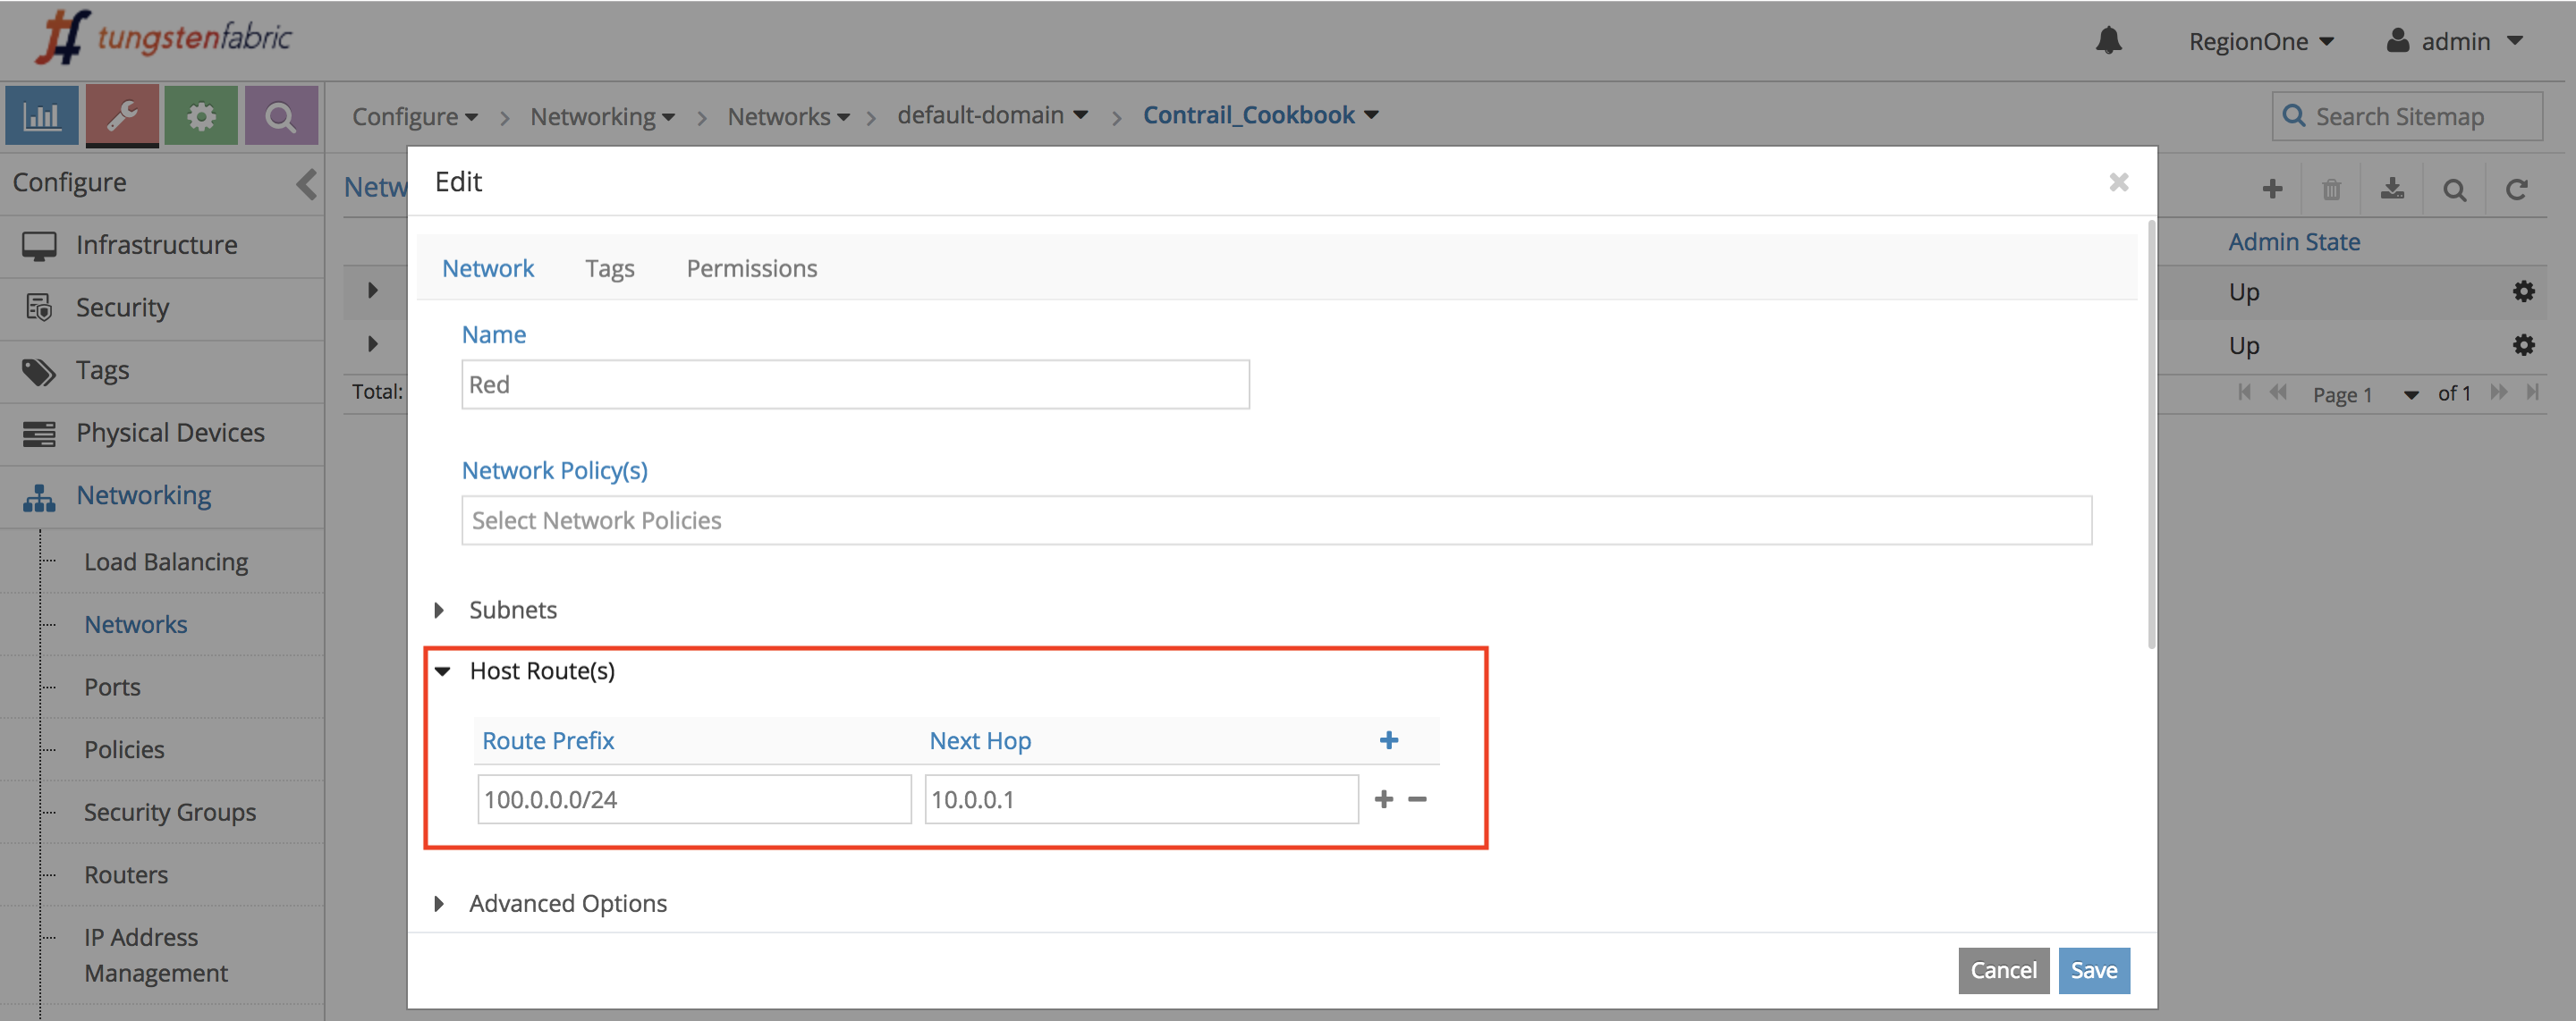 tungstenfabric
RegionOne
admin
Configure > Networking > Networks > default-domain > Contrail_Cookbook
Search Sitemap
Configure
Netw
Edit
Infrastructure
Admin State
Network Tags Permissions
Up
Security
Name
Up
Tags
Red
Total:
Page 1 of 1
Physical Devices
Network Policy(s)
Networking
Select Network Policies
Load Balancing
Subnets
Networks
Host Route(s)
Ports
Route Prefix Next Hop
Policies
100.0.0.0/24 10.0.0.1
Security Groups
Routers
Advanced Options
IP Address
Management
Cancel Save